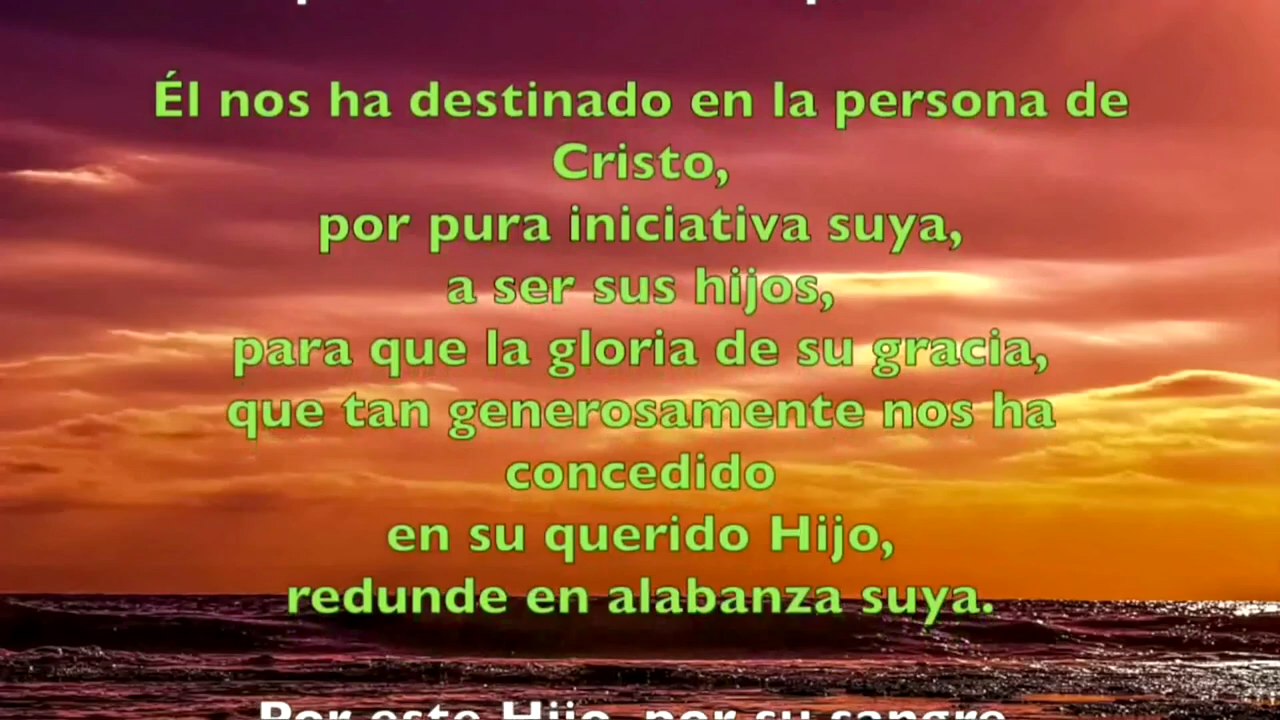 Él nos ha destinado en la persona de
Cristo,
por pura iniciativa suya,
a ser sus hijos,
para que la gloria de su gracia,
que tan generosamente nos ha
concedido
en su querido Hijo,
redunde en alabanza suya.
Por este Hijo, por su sangre,